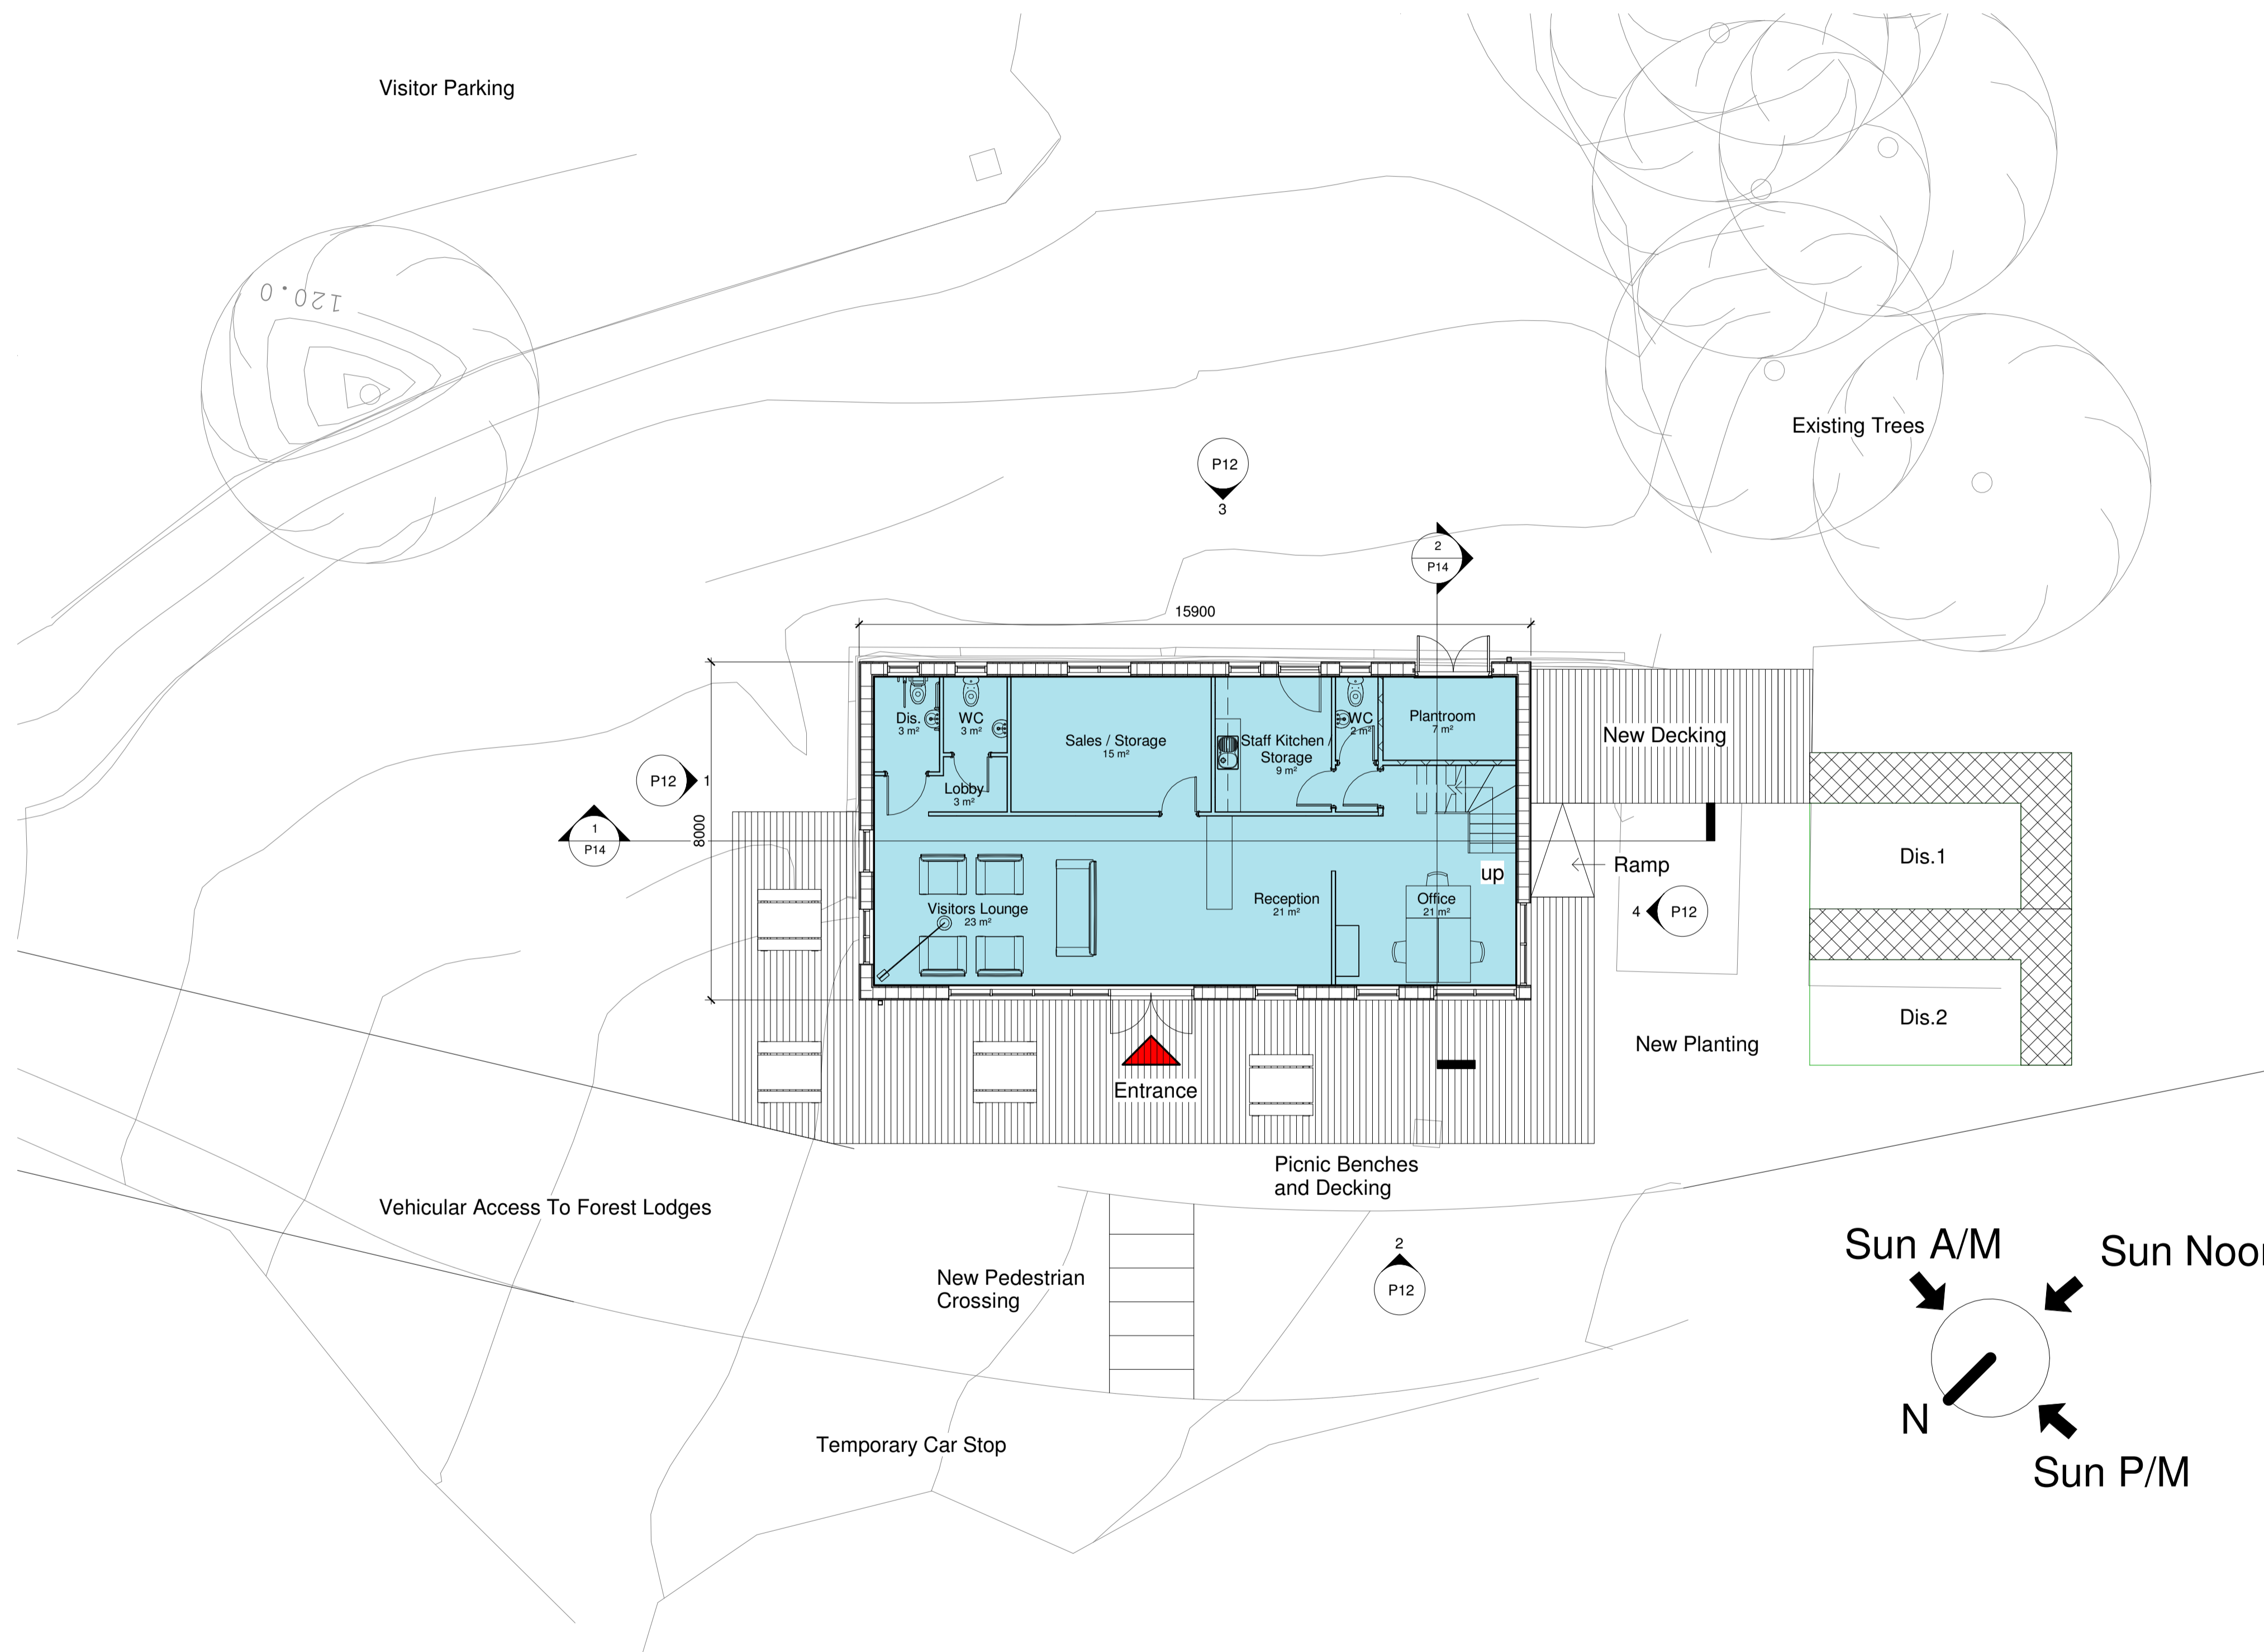 Visitor Parking
120.0
Existing Trees
P12
3
2
P14
15900
Dis.
3 m²
WC
3 m²
Sales / Storage
15 m²
Staff Kitchen /
Storage
9 m²
WC
2 m²
Plantroom
7 m²
New Decking
P12
1
Lobby
3 m²
1
P14
8000
Dis.1
Ramp
up
Visitors Lounge
23 m²
Reception
21 m²
Office
21 m²
4
P12
Dis.2
New Planting
Entrance
Picnic Benches
and Decking
Vehicular Access To Forest Lodges
New Pedestrian
Crossing
2
P12
Sun A/M
Sun Noon
N
Sun P/M
Temporary Car Stop